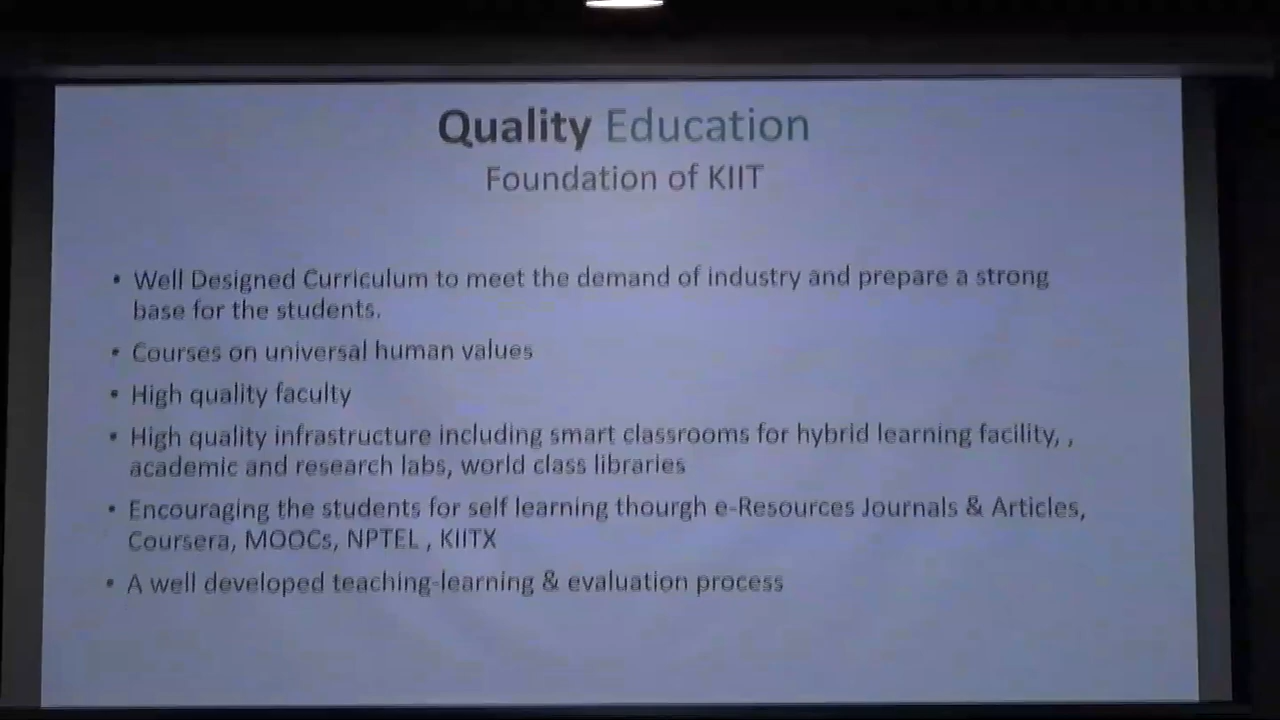 Quality Education
Foundation of KIIT
• Well Designed Curriculum to meet the demand of industry and prepare a strong
base for the students.
• Courses on universal human values
• High quality faculty
• High quality infrastructure including smart classrooms for hybrid learning facility, ,
academic and research labs, world class libraries
• Encouraging the students for self learning thourgh e-Resources Journals & Articles,
Coursera, MOOCs, NPTEL , KIITX
• A well developed teaching-learning & evaluation process